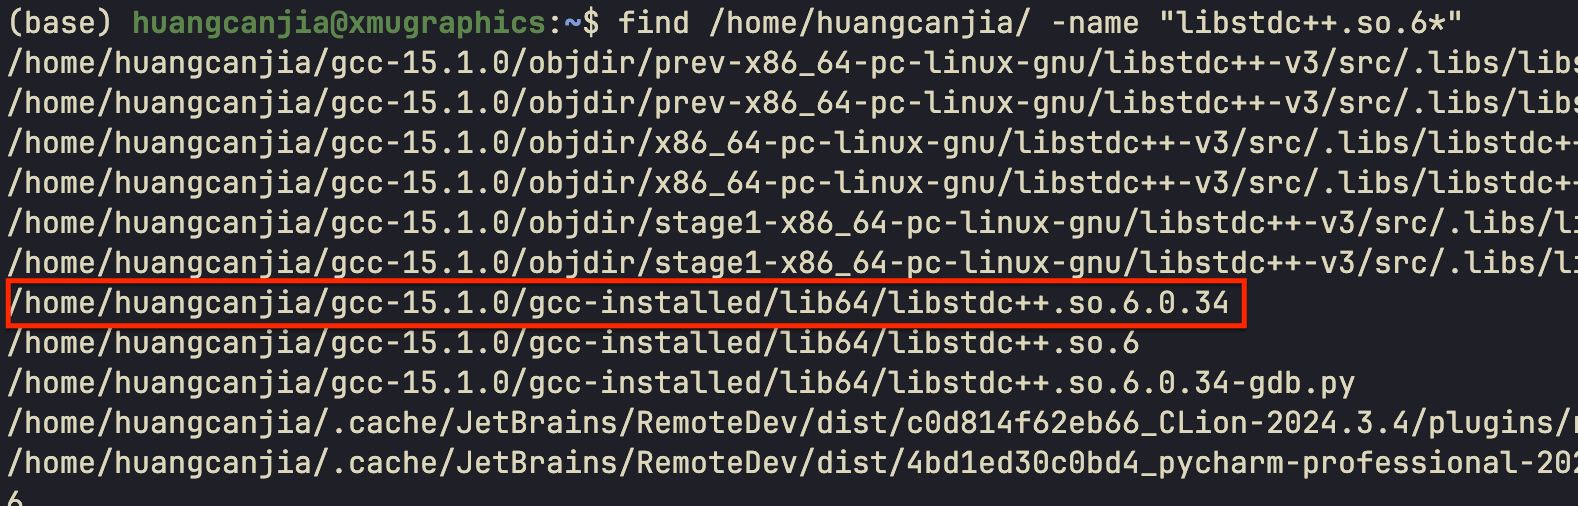 (base) huangcanjia@xmugraphics:~$ find /home/huangcanjia/ -name "libstdc++.so.6*"
/home/huangcanjia/gcc-15.1.0/objdir/prev-x86_64-pc-linux-gnu/libstdc++-v3/src/.libs/libs
/home/huangcanjia/gcc-15.1.0/objdir/prev-x86_64-pc-linux-gnu/libstdc++-v3/src/.libs/libs
/home/huangcanjia/gcc-15.1.0/objdir/x86_64-pc-linux-gnu/libstdc++-v3/src/.libs/libstdc+
/home/huangcanjia/gcc-15.1.0/objdir/x86_64-pc-linux-gnu/libstdc++-v3/src/.libs/libstdc+
/home/huangcanjia/gcc-15.1.0/objdir/stage1-x86_64-pc-linux-gnu/libstdc++-v3/src/.libs/li
/home/huangcanjia/gcc-15.1.0/objdir/stage1-x86_64-pc-linux-gnu/libstdc++-v3/src/.libs/li
/home/huangcanjia/gcc-15.1.0/gcc-installed/lib64/libstdc++.so.6.0.34
/home/huangcanjia/gcc-15.1.0/gcc-installed/lib64/libstdc++.so.6
/home/huangcanjia/gcc-15.1.0/gcc-installed/lib64/libstdc++.so.6.0.34-gdb.py
/home/huangcanjia/.cache/JetBrains/RemoteDev/dist/c0d814f62eb66_CLion-2024.3.4/plugins/
/home/huangcanjia/.cache/JetBrains/RemoteDev/dist/4bd1ed30c0bd4_pycharm-professional-202
6